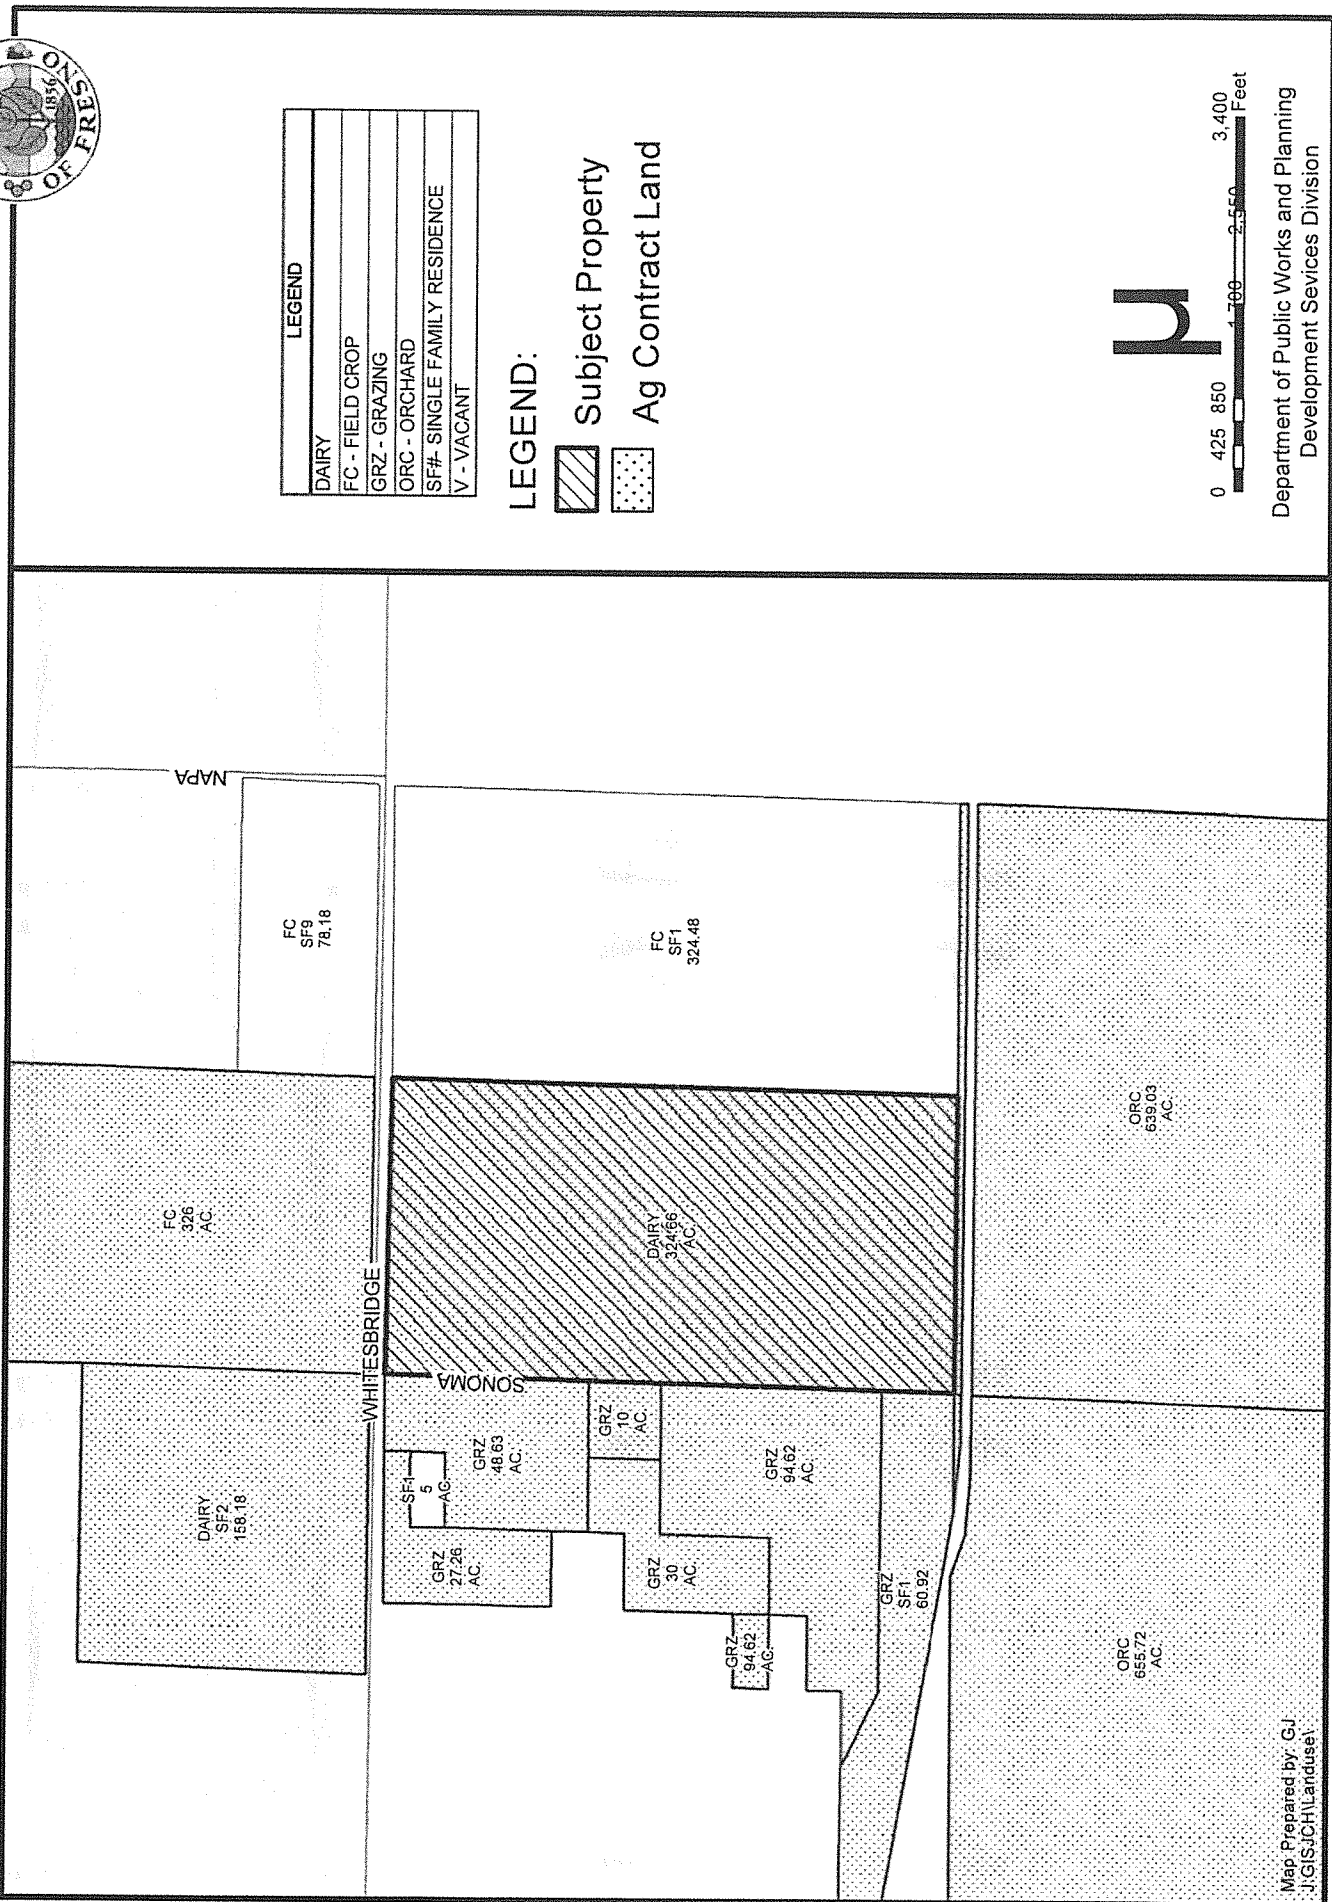 NAPA
FC
SF9
78.18
FC
326
AC.
WHITESBRIDGE
DAIRY
SF2
158.18
SONOMA
FC
SF1
324.48
DAIRY
324.66
AC.
SF1
5
AC.
GRZ
48.63
AC.
GRZ
27.26
AC.
GRZ
10
AC.
GRZ
30
AC.
GRZ
94.62
AC.
GRZ
94.62
AC.
GRZ
SF1
60.92
ORC
639.03
AC.
ORC
655.72
AC.
Map Prepared by: GJ
J:GISJCH\Landuse\
OF FRESNO
1856
LEGEND
DAIRY
FC - FIELD CROP
GRZ - GRAZING
ORC - ORCHARD
SF#- SINGLE FAMILY RESIDENCE
V - VACANT
LEGEND:
Subject Property
Ag Contract Land
µ
0 425 850 1,700 2,550 3,400
Feet
Department of Public Works and Planning
Development Sevices Division